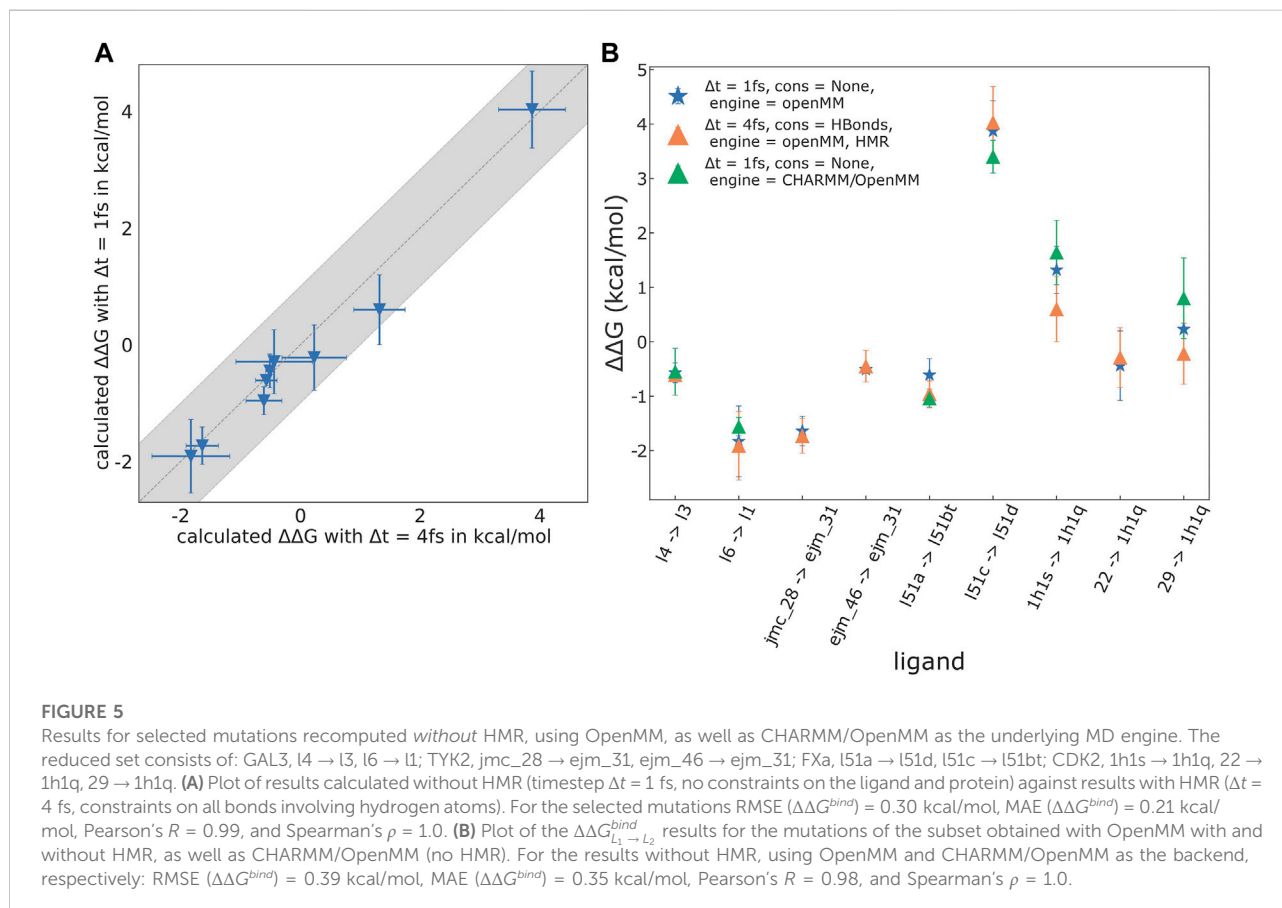 A
calculated ΔΔG with Δt = 1fs in kcal/mol
4
2
0
-2
-2
0
2
4
calculated ΔΔG with Δt = 4fs in kcal/mol
B
Δt = 1fs, cons = None,
engine = openMM
Δt = 4fs, cons = HBonds,
engine = openMM, HMR
Δt = 1fs, cons = None,
engine = CHARMM/OpenMM
ΔΔG (kcal/mol)
5
4
3
2
1
0
-1
-2
l4 -> l3
l6 -> l1
jmc_28 -> ejm_31
ejm_46 -> ejm_31
l51a -> l51bt
l51c -> l51d
1h1s -> 1h1q
22 -> 1h1q
29 -> 1h1q
ligand
FIGURE 5
Results for selected mutations recomputed without HMR, using OpenMM, as well as CHARMM/OpenMM as the underlying MD engine. The
reduced set consists of: GAL3, l4 → l3, l6 → l1; TYK2, jmc_28 → ejm_31, ejm_46 → ejm_31; FXa, l51a → l51d, l51c → l51bt; CDK2, 1h1s → 1h1q, 22 →
1h1q, 29 → 1h1q. (A) Plot of results calculated without HMR (timestep Δt = 1 fs, no constraints on the ligand and protein) against results with HMR (Δt =
4 fs, constraints on all bonds involving hydrogen atoms). For the selected mutations RMSE (ΔΔG^bind) = 0.30 kcal/mol, MAE (ΔΔG^bind) = 0.21 kcal/
mol, Pearson's R = 0.99, and Spearman's ρ = 1.0. (B) Plot of the ΔΔG^bind_L₁→L₂ results for the mutations of the subset obtained with OpenMM with and
without HMR, as well as CHARMM/OpenMM (no HMR). For the results without HMR, using OpenMM and CHARMM/OpenMM as the backend,
respectively: RMSE (ΔΔG^bind) = 0.39 kcal/mol, MAE (ΔΔG^bind) = 0.35 kcal/mol, Pearson's R = 0.98, and Spearman's ρ = 1.0.